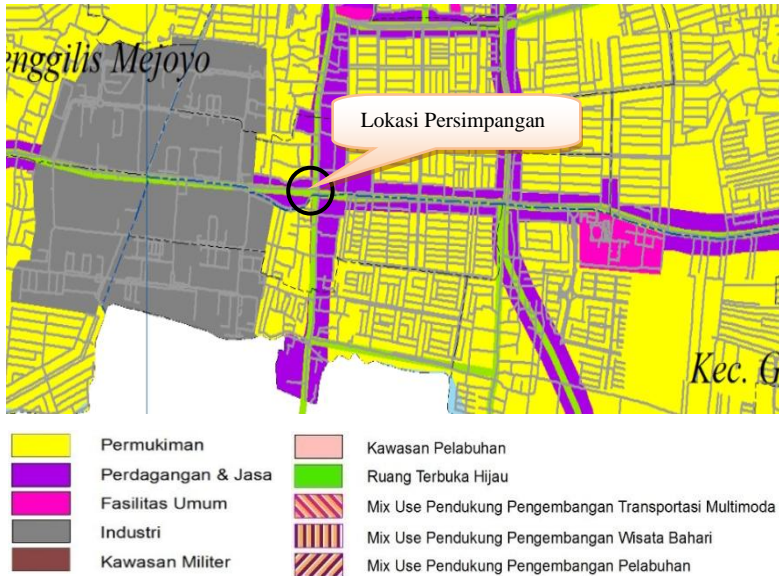 enggilis Mejoyo
Lokasi Persimpangan
Kec. G
Permukiman
Perdagangan & Jasa
Fasilitas Umum
Industri
Kawasan Militer
Kawasan Pelabuhan
Ruang Terbuka Hijau
Mix Use Pendukung Pengembangan Transportasi Multimoda
Mix Use Pendukung Pengembangan Wisata Bahari
Mix Use Pendukung Pengembangan Pelabuhan